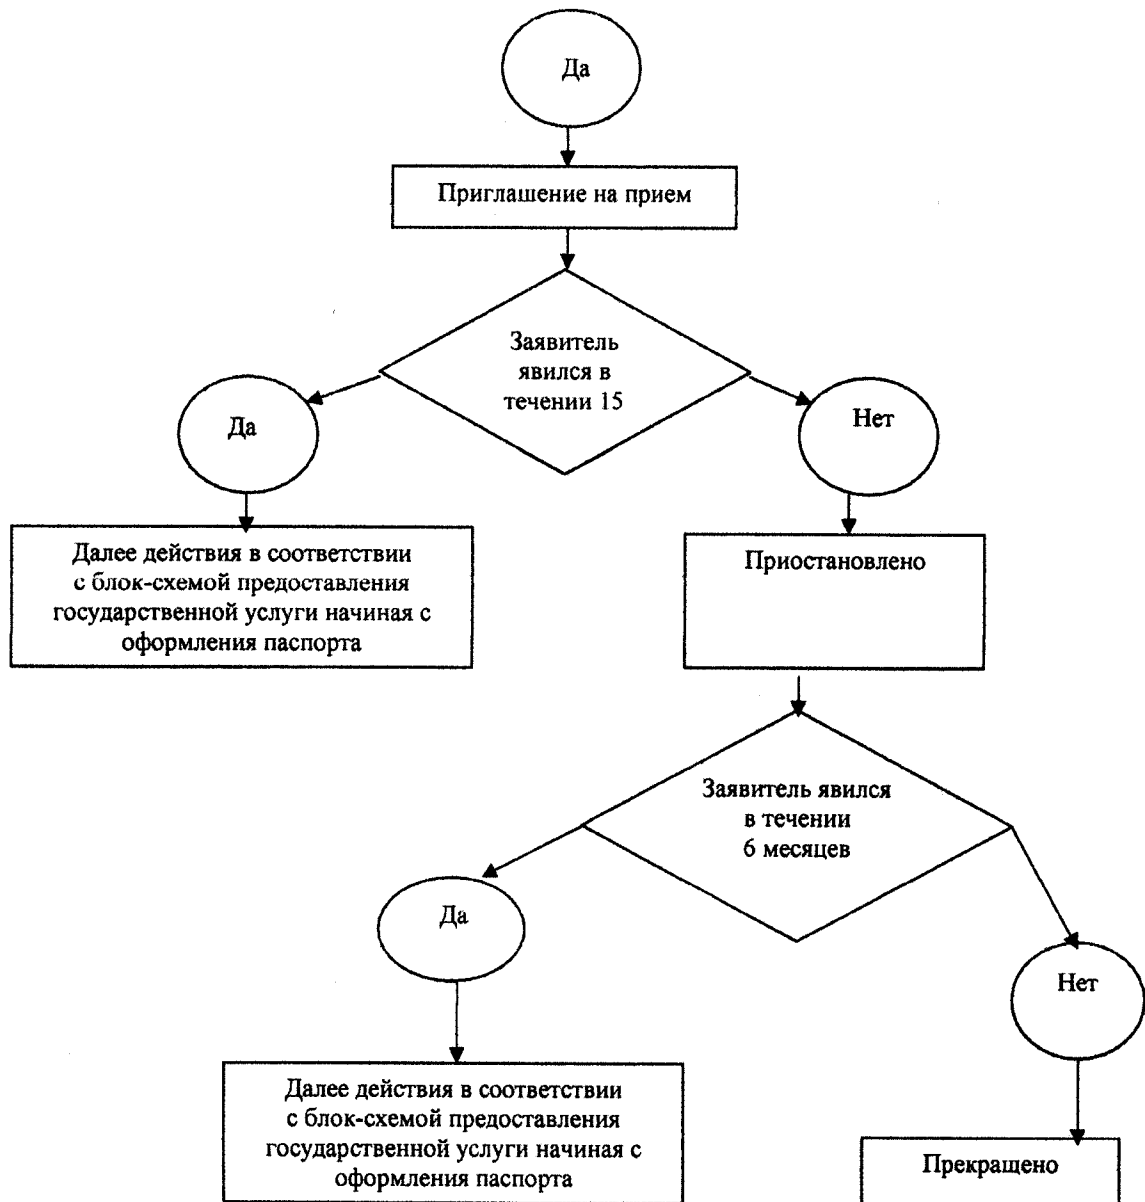 Да
Приглашение на прием
Заявитель
явился в
течении 15
Да
Нет
Далее действия в соответствии
с блок-схемой предоставления
государственной услуги начиная с
оформления паспорта
Приостановлено
Заявитель явился
в течении
6 месяцев
Да
Нет
Далее действия в соответствии
с блок-схемой предоставления
государственной услуги начиная с
оформления паспорта
Прекращено